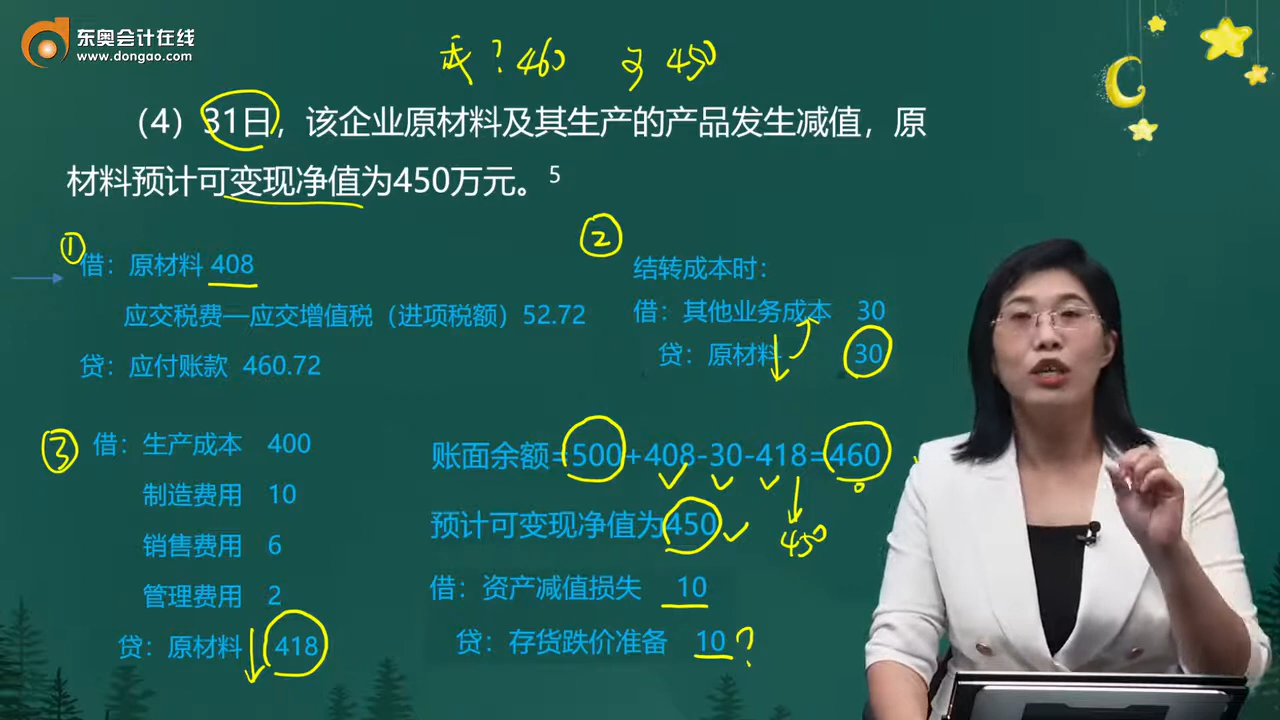 东奥会计在线
www.dongao.com
成?460 可 450
（4）31日，该企业原材料及其生产的产品发生减值，原
材料预计可变现净值为450万元。5
①
借：原材料 408
应交税费—应交增值税（进项税额）52.72
贷：应付账款 460.72
②
结转成本时：
借：其他业务成本 30
贷：原材料 30
③
借：生产成本 400
制造费用 10
销售费用 6
管理费用 2
贷：原材料 418
账面余额=500+408-30-418=460
预计可变现净值为450
450
借：资产减值损失 10
贷：存货跌价准备 10 ?